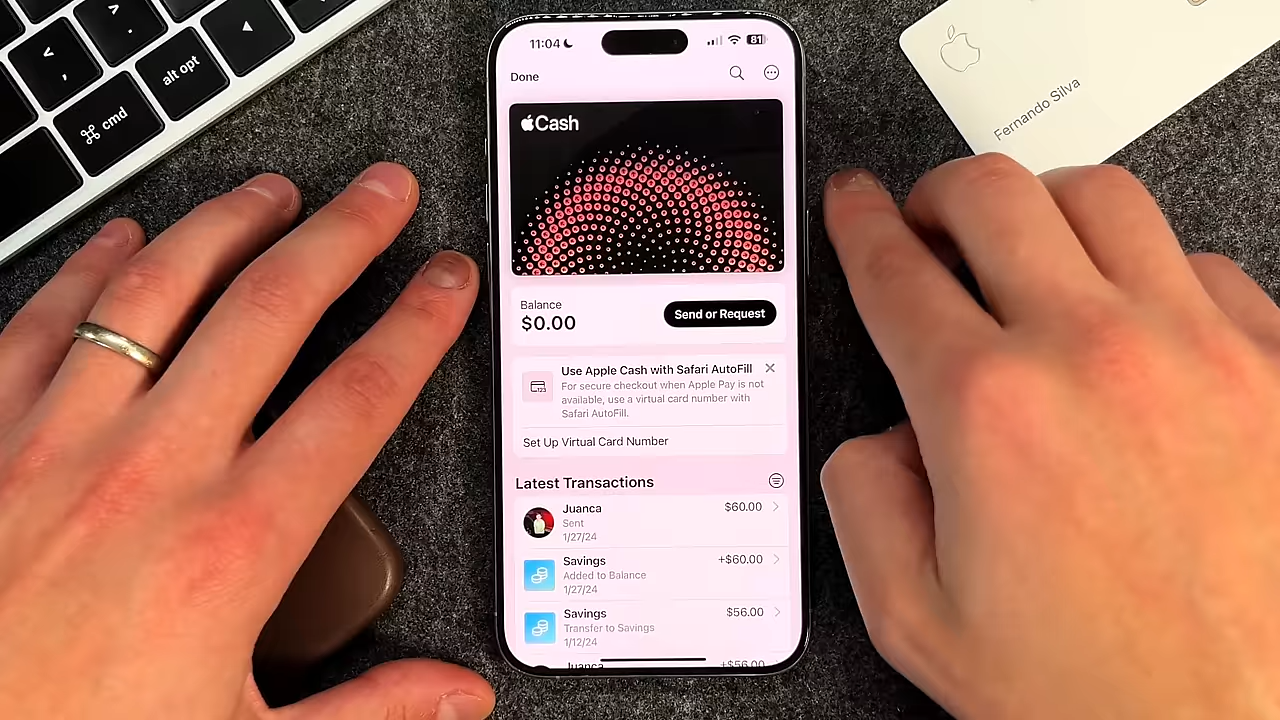 >
.
<
,
alt opt
⌘ cmd
Fernando Silva
11:04
81
Done
Cash
Balance
$0.00
Send or Request
Use Apple Cash with Safari AutoFill
For secure checkout when Apple Pay is not
available, use a virtual card number with
Safari AutoFill.
Set Up Virtual Card Number
Latest Transactions
Juanca
$60.00
Sent
1/27/24
Savings
+$60.00
Added to Balance
1/27/24
Savings
$56.00
Transfer to Savings
1/12/24
Juanca
+$56.00